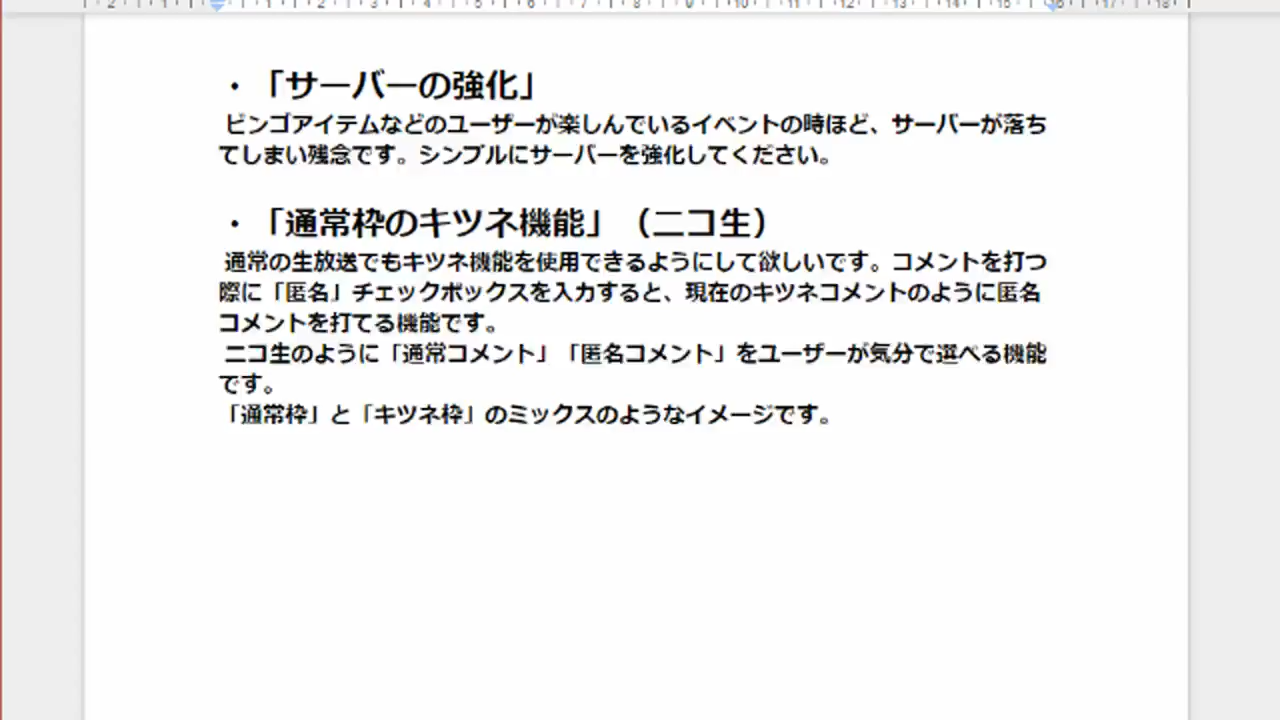 ・「サーバーの強化」
ビンゴアイテムなどのユーザーが楽しんでいるイベントの時ほど、サーバーが落ち
てしまい残念です。シンプルにサーバーを強化してください。
・「通常枠のキツネ機能」（ニコ生）
通常の生放送でもキツネ機能を使用できるようにして欲しいです。コメントを打つ
際に「匿名」チェックボックスを入力すると、現在のキツネコメントのように匿名
コメントを打てる機能です。
ニコ生のように「通常コメント」「匿名コメント」をユーザーが気分で選べる機能
です。
「通常枠」と「キツネ枠」のミックスのようなイメージです。